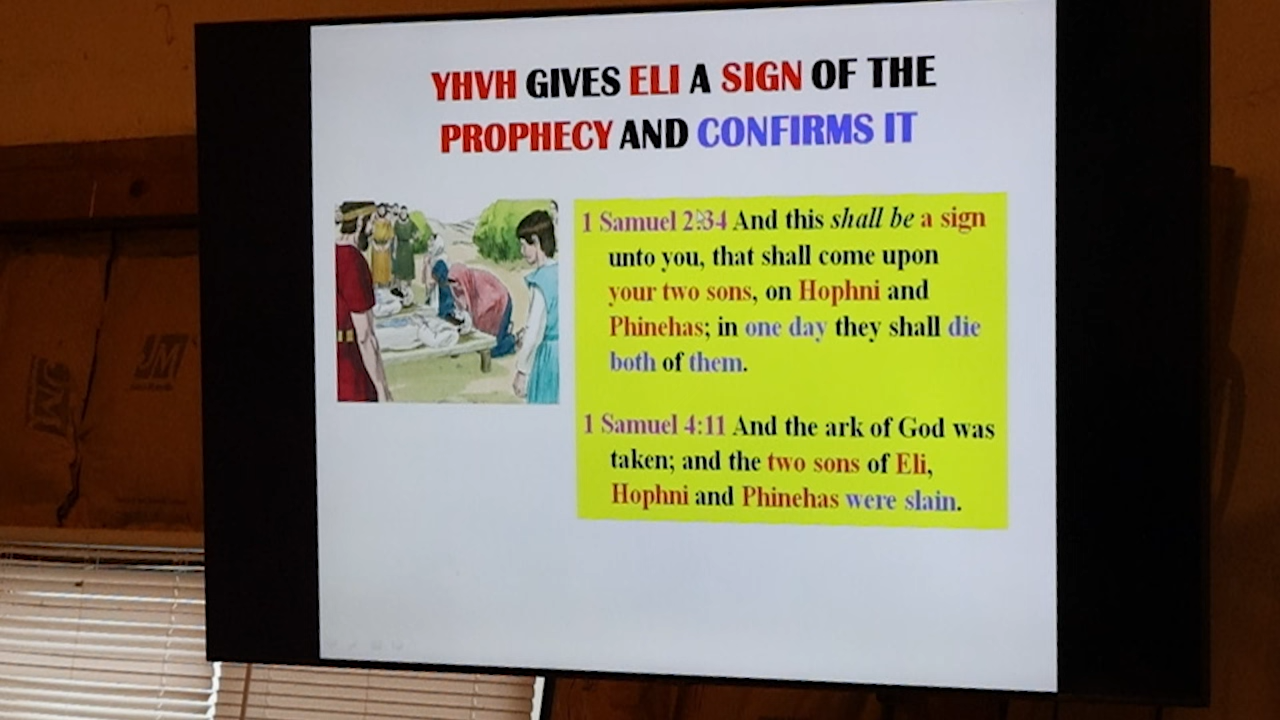 YHVH GIVES ELI A SIGN OF THE
PROPHECY AND CONFIRMS IT
1 Samuel 2:34 And this shall be a sign
unto you, that shall come upon
your two sons, on Hophni and
Phinehas; in one day they shall die
both of them.
1 Samuel 4:11 And the ark of God was
taken; and the two sons of Eli,
Hophni and Phinehas were slain.
JM
JM